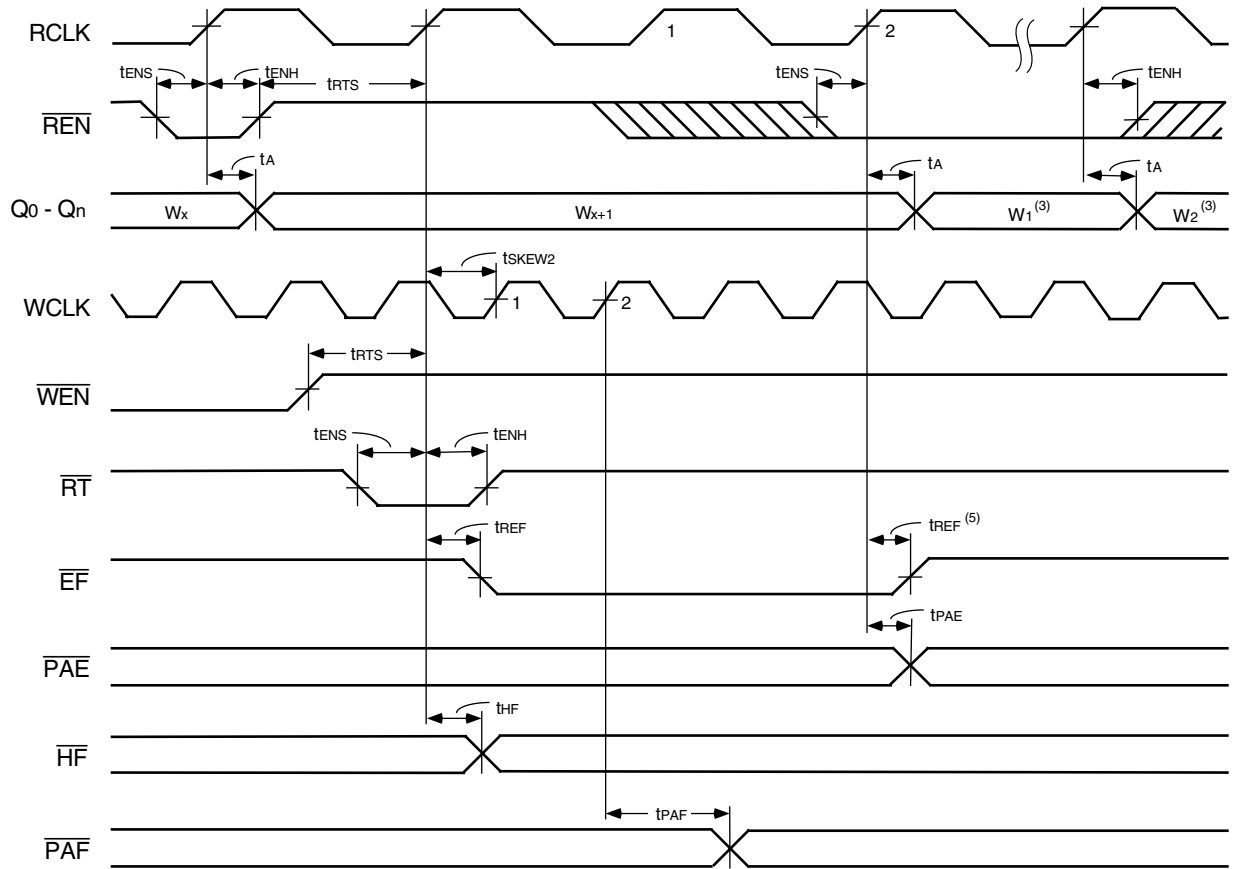 RCLK 1 2
tENS tENH tRTS tENS tENH
REN
tA tA tA
Q0 - Qn Wx Wx+1 W1(3) W2(3)
tSKEW2
WCLK 1 2
tRTS
WEN
tENS tENH
RT
tREF tREF(5)
EF
tPAE
PAE
tHF
HF
tPAF
PAF